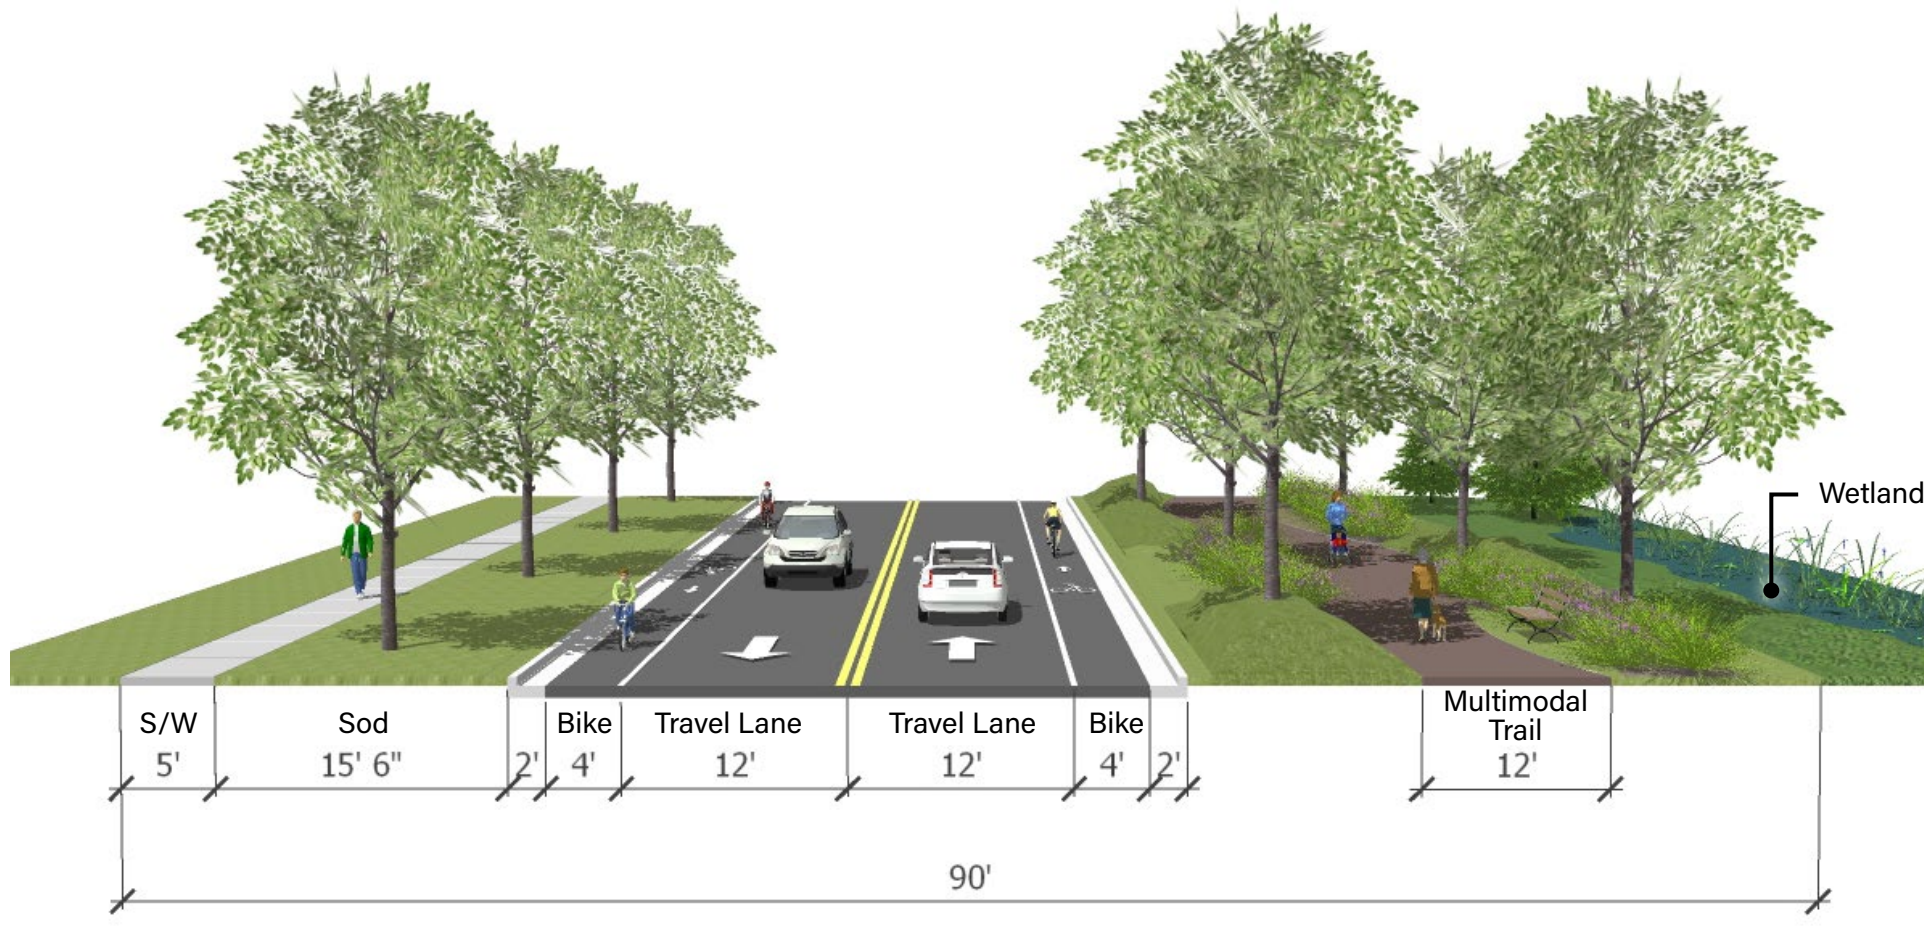 Wetland
S/W
Sod
Bike
Travel Lane
Travel Lane
Bike
Multimodal
Trail
5'
15' 6"
2'
4'
12'
12'
4'
2'
12'
90'